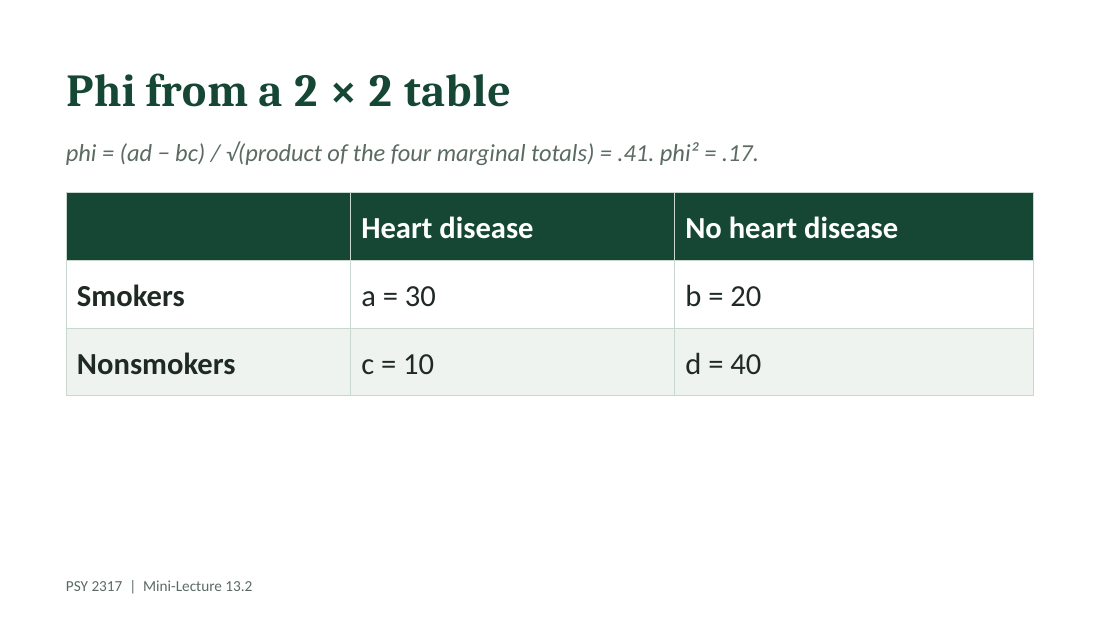 Phi from a 2 × 2 table
phi = (ad − bc) / √(product of the four marginal totals) = .41. phi² = .17.
Heart disease No heart disease
Smokers a = 30 b = 20
Nonsmokers c = 10 d = 40
PSY 2317 | Mini-Lecture 13.2